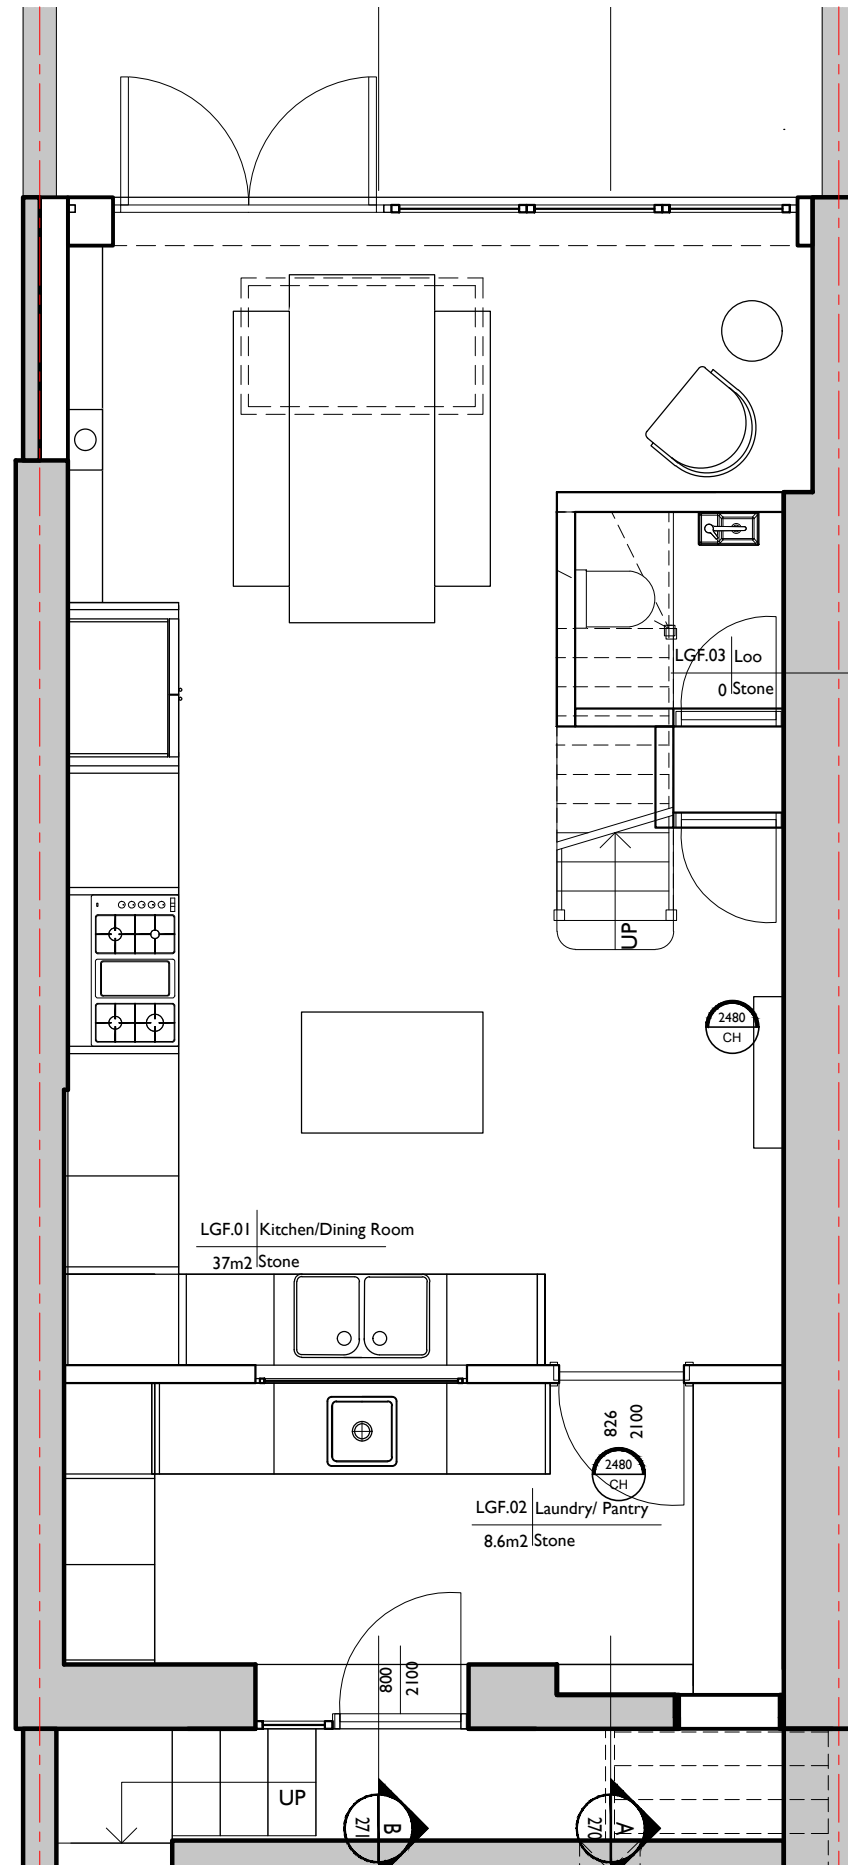 LGF.03 Loo
0 Stone
UP
2480
CH
LGF.01 Kitchen/Dining Room
37m2 Stone
826
2100
2480
CH
LGF.02 Laundry/ Pantry
8.6m2 Stone
800
2100
UP
B
271
A
270